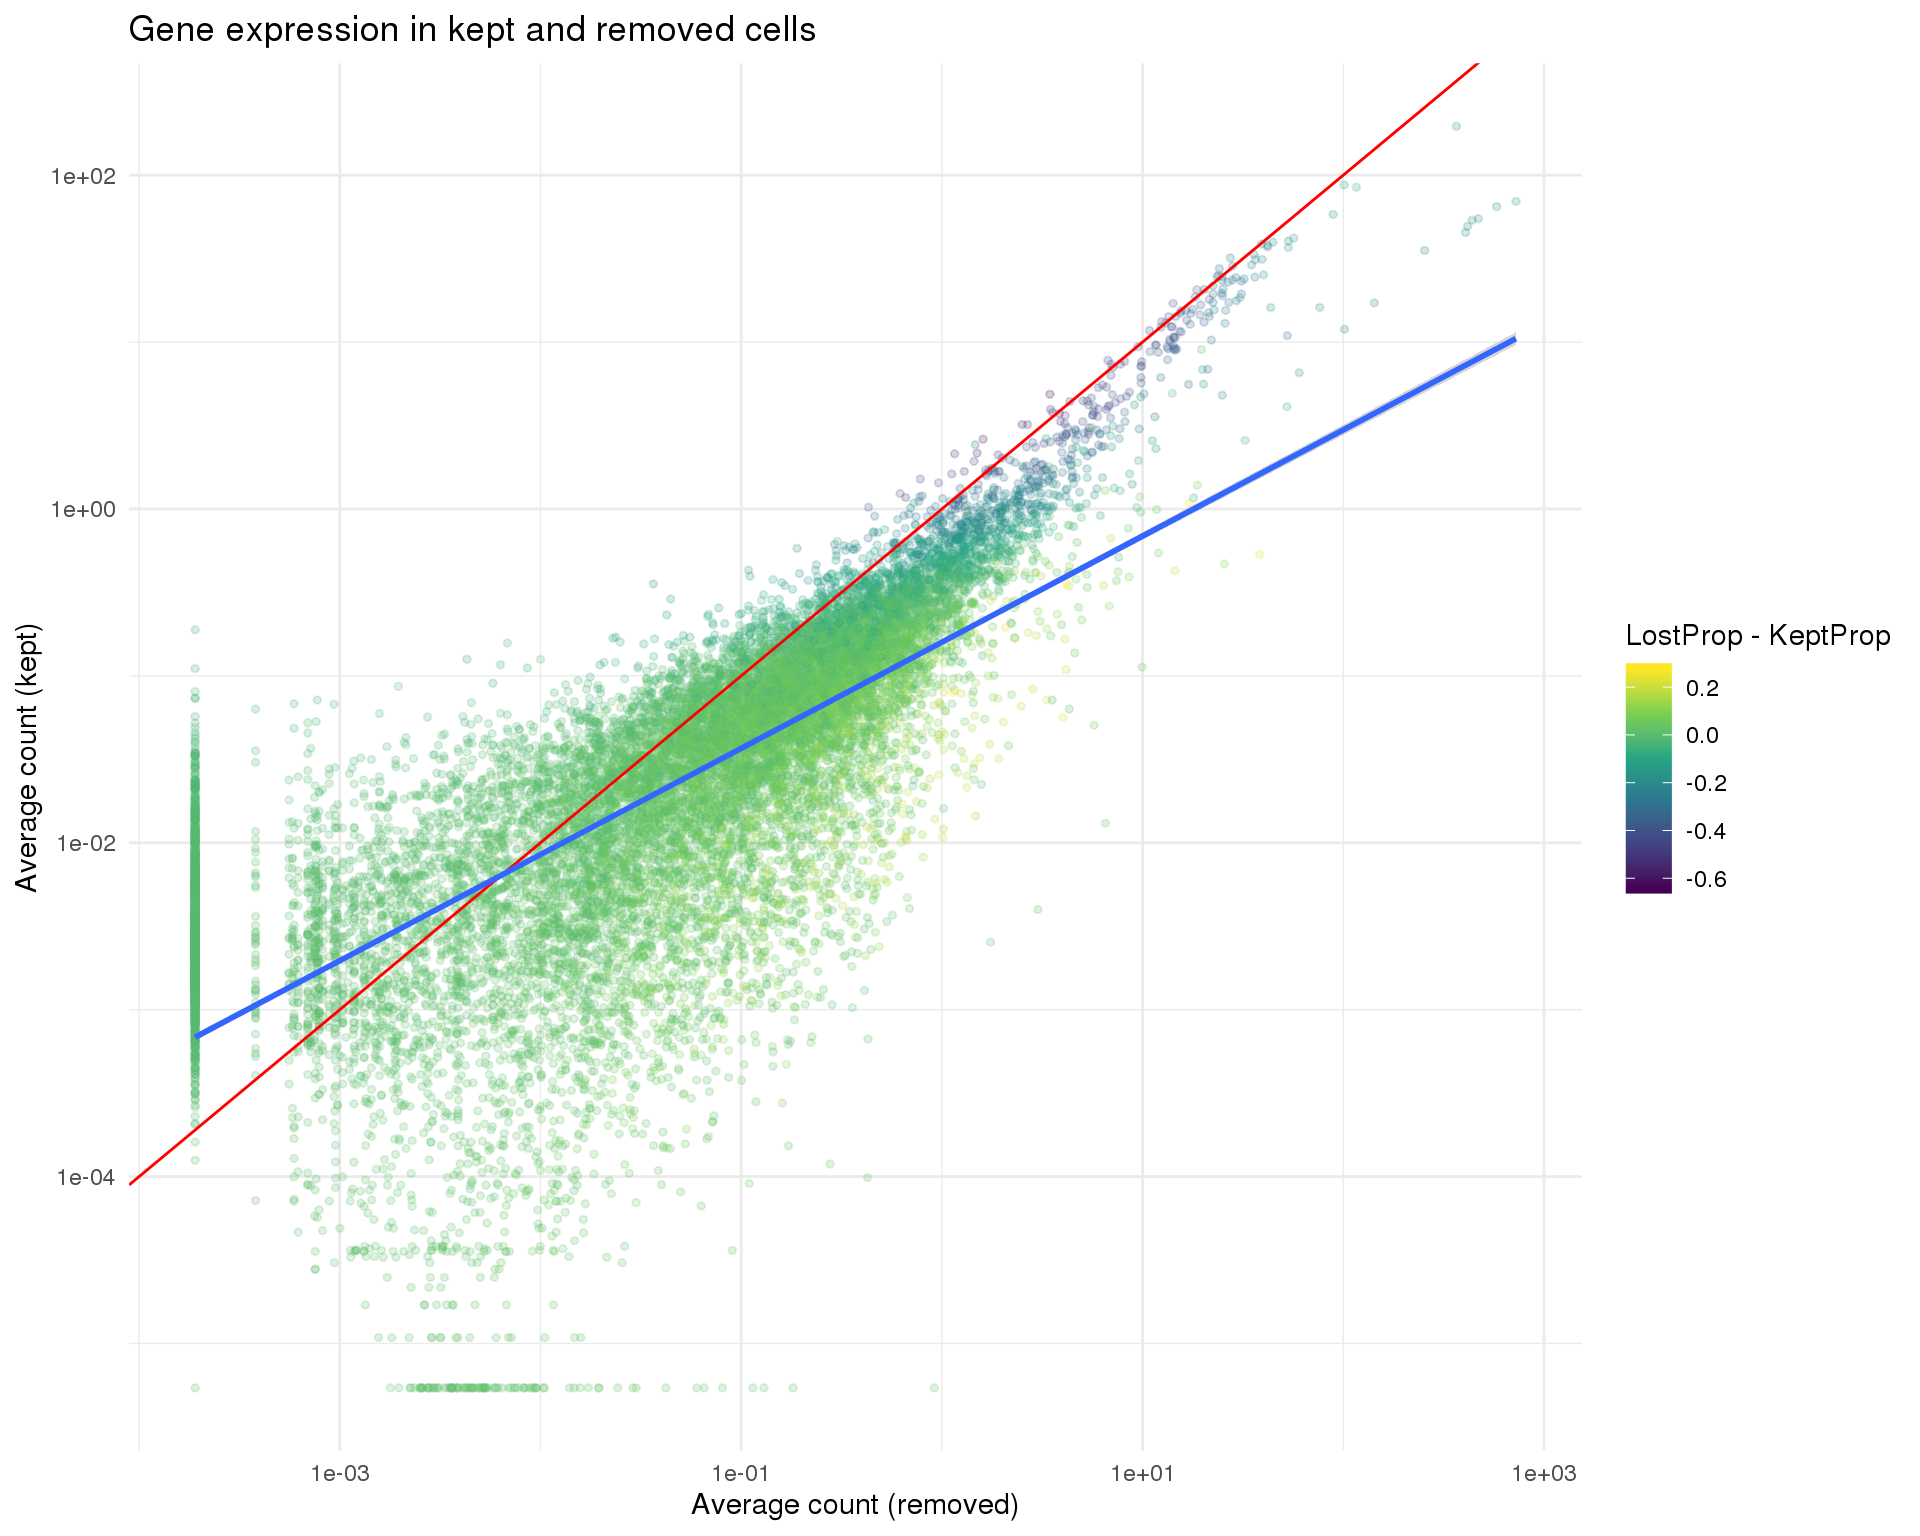 Gene expression in kept and removed cells
1e+02
1e+00
1e-02
1e-04
Average count (kept)
1e-03
1e-01
1e+01
1e+03
Average count (removed)
LostProp - KeptProp
0.2
0.0
-0.2
-0.4
-0.6